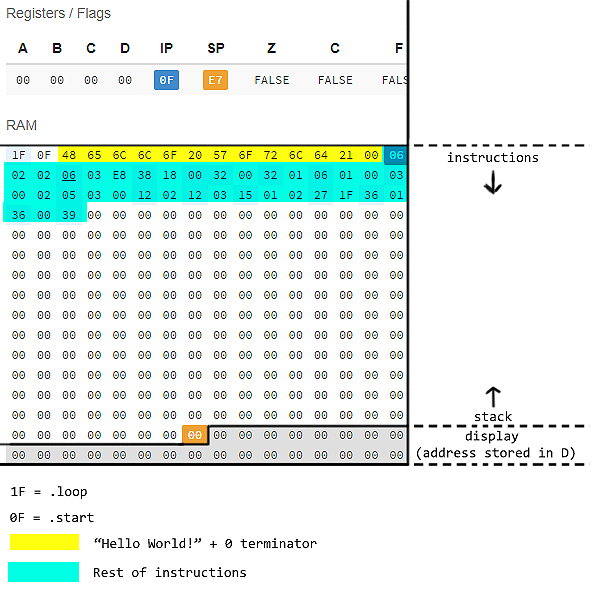 Registers / Flags
A B C D IP SP Z C F
00 00 00 00 0F E7 FALSE FALSE FALS
RAM
1F 0F 48 65 6C 6C 6F 20 57 6F 72 6C 64 21 00 06
instructions
02 02 06 03 E8 38 18 00 32 00 32 01 06 01 00 03
00 02 05 03 00 12 02 12 03 15 01 02 27 1F 36 01
36 00 39 00 00 00 00 00 00 00 00 00 00 00 00 00
00 00 00 00 00 00 00 00 00 00 00 00 00 00 00 00
00 00 00 00 00 00 00 00 00 00 00 00 00 00 00 00
00 00 00 00 00 00 00 00 00 00 00 00 00 00 00 00
00 00 00 00 00 00 00 00 00 00 00 00 00 00 00 00
00 00 00 00 00 00 00 00 00 00 00 00 00 00 00 00
00 00 00 00 00 00 00 00 00 00 00 00 00 00 00 00
00 00 00 00 00 00 00 00 00 00 00 00 00 00 00 00
00 00 00 00 00 00 00 00 00 00 00 00 00 00 00 00
00 00 00 00 00 00 00 00 00 00 00 00 00 00 00 00
00 00 00 00 00 00 00 00 00 00 00 00 00 00 00 00
stack
00 00 00 00 00 00 00 00 00 00 00 00 00 00 00 00
display
00 00 00 00 00 00 00 00 00 00 00 00 00 00 00 00
(address stored in D)
1F = .loop
0F = .start
“Hello World!” + 0 terminator
Rest of instructions